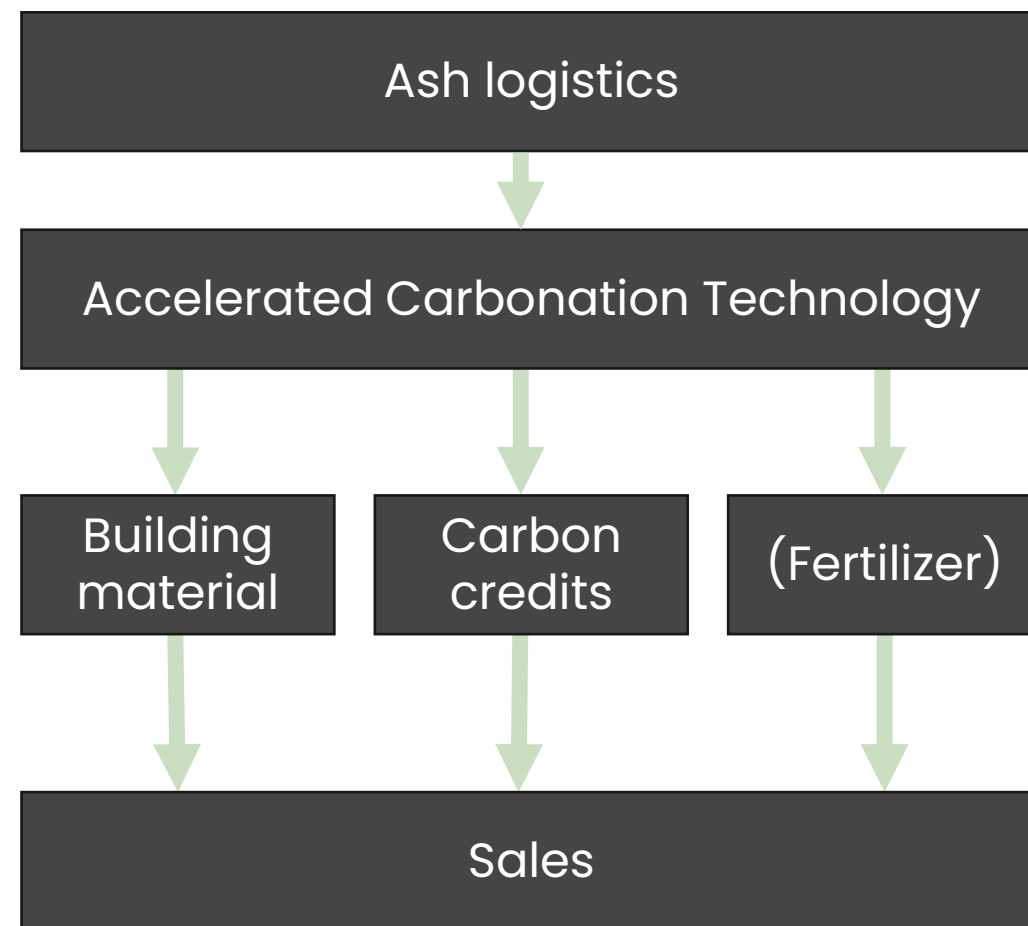 Ash logistics
Accelerated Carbonation Technology
Building
material
Carbon
credits
(Fertilizer)
Sales